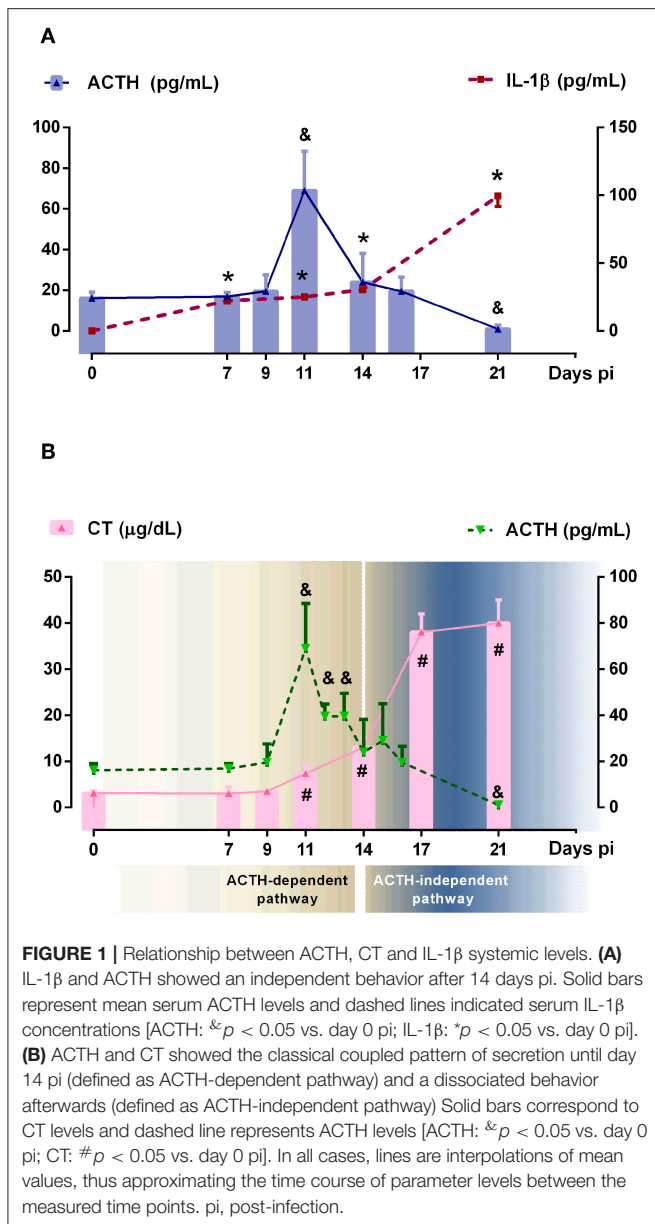 A
ACTH (pg/mL)
IL-1β (pg/mL)
100
80
60
40
20
0
150
100
50
0
&
*
*
*
*
&
0
7
9
11
14
17
21
Days pi
B
CT (μg/dL)
ACTH (pg/mL)
50
40
30
20
10
0
100
80
60
40
20
0
&
& &
#
#
#
#
&
0
7
9
11
14
17
21
Days pi
ACTH-dependent
pathway
ACTH-independent
pathway
FIGURE 1 | Relationship between ACTH, CT and IL-1β systemic levels. (A)
IL-1β and ACTH showed an independent behavior after 14 days pi. Solid bars
represent mean serum ACTH levels and dashed lines indicated serum IL-1β
concentrations [ACTH: &p < 0.05 vs. day 0 pi; IL-1β: *p < 0.05 vs. day 0 pi].
(B) ACTH and CT showed the classical coupled pattern of secretion until day
14 pi (defined as ACTH-dependent pathway) and a dissociated behavior
afterwards (defined as ACTH-independent pathway) Solid bars correspond to
CT levels and dashed line represents ACTH levels [ACTH: &p < 0.05 vs. day 0
pi; CT: #p < 0.05 vs. day 0 pi]. In all cases, lines are interpolations of mean
values, thus approximating the time course of parameter levels between the
measured time points. pi, post-infection.